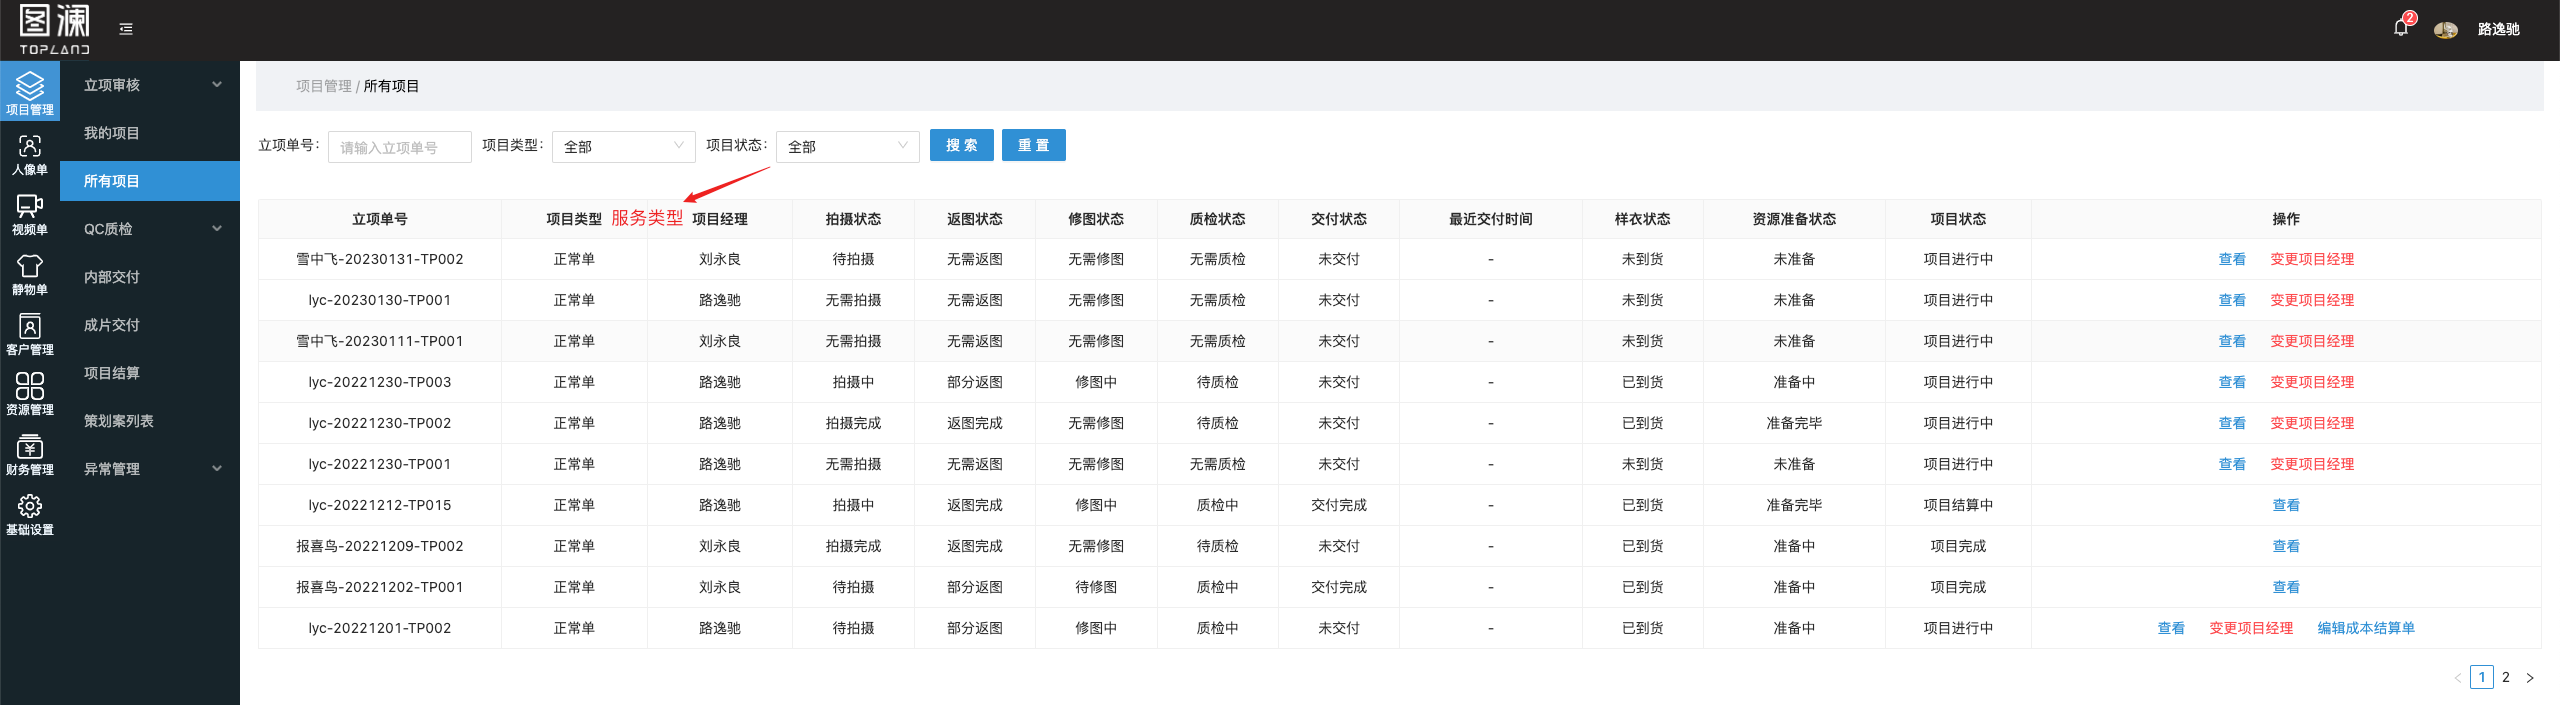 图澜
TOPLAND
2
路逸驰
项目管理
人像单
视频单
静物单
客户管理
资源管理
财务管理
基础设置
立项审核
我的项目
所有项目
QC质检
内部交付
成片交付
项目结算
策划案列表
异常管理
项目管理 / 所有项目
立项单号: 请输入立项单号 项目类型: 全部 项目状态: 全部 搜索 重置
立项单号 项目类型 服务类型 项目经理 拍摄状态 返图状态 修图状态 质检状态 交付状态 最近交付时间 样衣状态 资源准备状态 项目状态 操作
雪中飞-20230131-TP002 正常单 刘永良 待拍摄 无需返图 无需修图 无需质检 未交付 - 未到货 未准备 项目进行中 查看 变更项目经理
lyc-20230130-TP001 正常单 路逸驰 无需拍摄 无需返图 无需修图 无需质检 未交付 - 未到货 未准备 项目进行中 查看 变更项目经理
雪中飞-20230111-TP001 正常单 刘永良 无需拍摄 无需返图 无需修图 无需质检 未交付 - 未到货 未准备 项目进行中 查看 变更项目经理
lyc-20221230-TP003 正常单 路逸驰 拍摄中 部分返图 修图中 待质检 未交付 - 已到货 准备中 项目进行中 查看 变更项目经理
lyc-20221230-TP002 正常单 路逸驰 拍摄完成 返图完成 无需修图 待质检 未交付 - 已到货 准备完毕 项目进行中 查看 变更项目经理
lyc-20221230-TP001 正常单 路逸驰 无需拍摄 无需返图 无需修图 无需质检 未交付 - 未到货 未准备 项目进行中 查看 变更项目经理
lyc-20221212-TP015 正常单 路逸驰 拍摄中 返图完成 修图中 质检中 交付完成 - 已到货 准备完毕 项目结算中 查看
报喜鸟-20221209-TP002 正常单 刘永良 拍摄完成 返图完成 无需修图 待质检 未交付 - 已到货 准备中 项目完成 查看
报喜鸟-20221202-TP001 正常单 刘永良 待拍摄 部分返图 待修图 质检中 交付完成 - 已到货 准备中 项目完成 查看
lyc-20221201-TP002 正常单 路逸驰 待拍摄 部分返图 修图中 质检中 未交付 - 已到货 准备中 项目进行中 查看 变更项目经理 编辑成本结算单
< 1 2 >